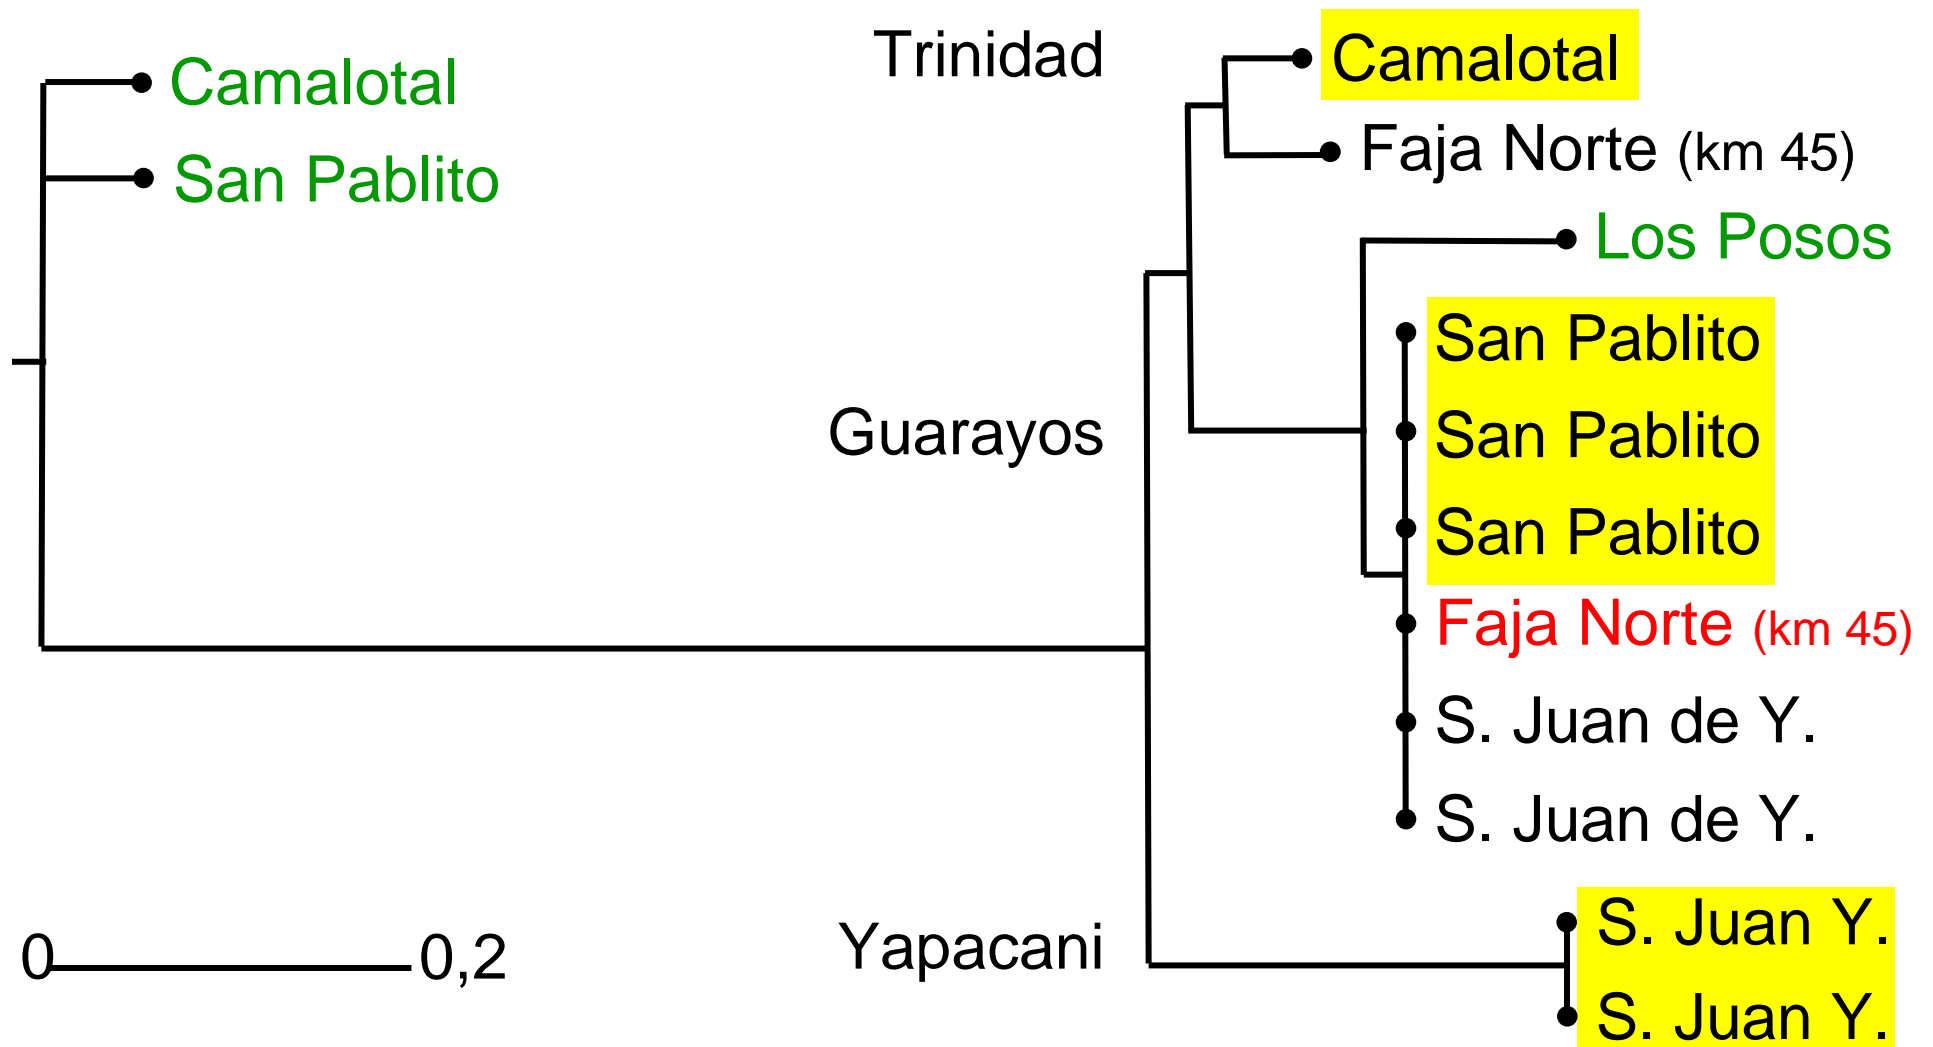 Trinidad
Camalotal
Camalotal
Faja Norte (km 45)
San Pablito
Los Posos
San Pablito
Guarayos
San Pablito
San Pablito
Faja Norte (km 45)
S. Juan de Y.
S. Juan de Y.
Yapacani
S. Juan Y.
0 0,2
S. Juan Y.